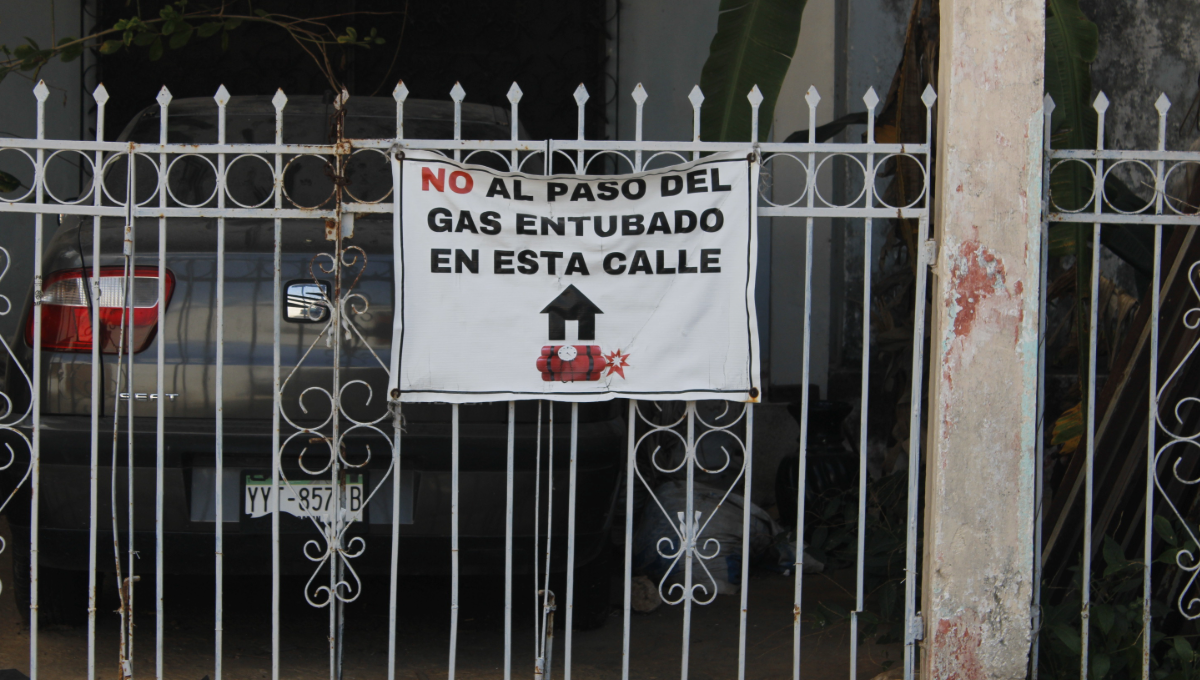 NO AL PASO DEL
GAS ENTUBADO
EN ESTA CALLE
SEAT